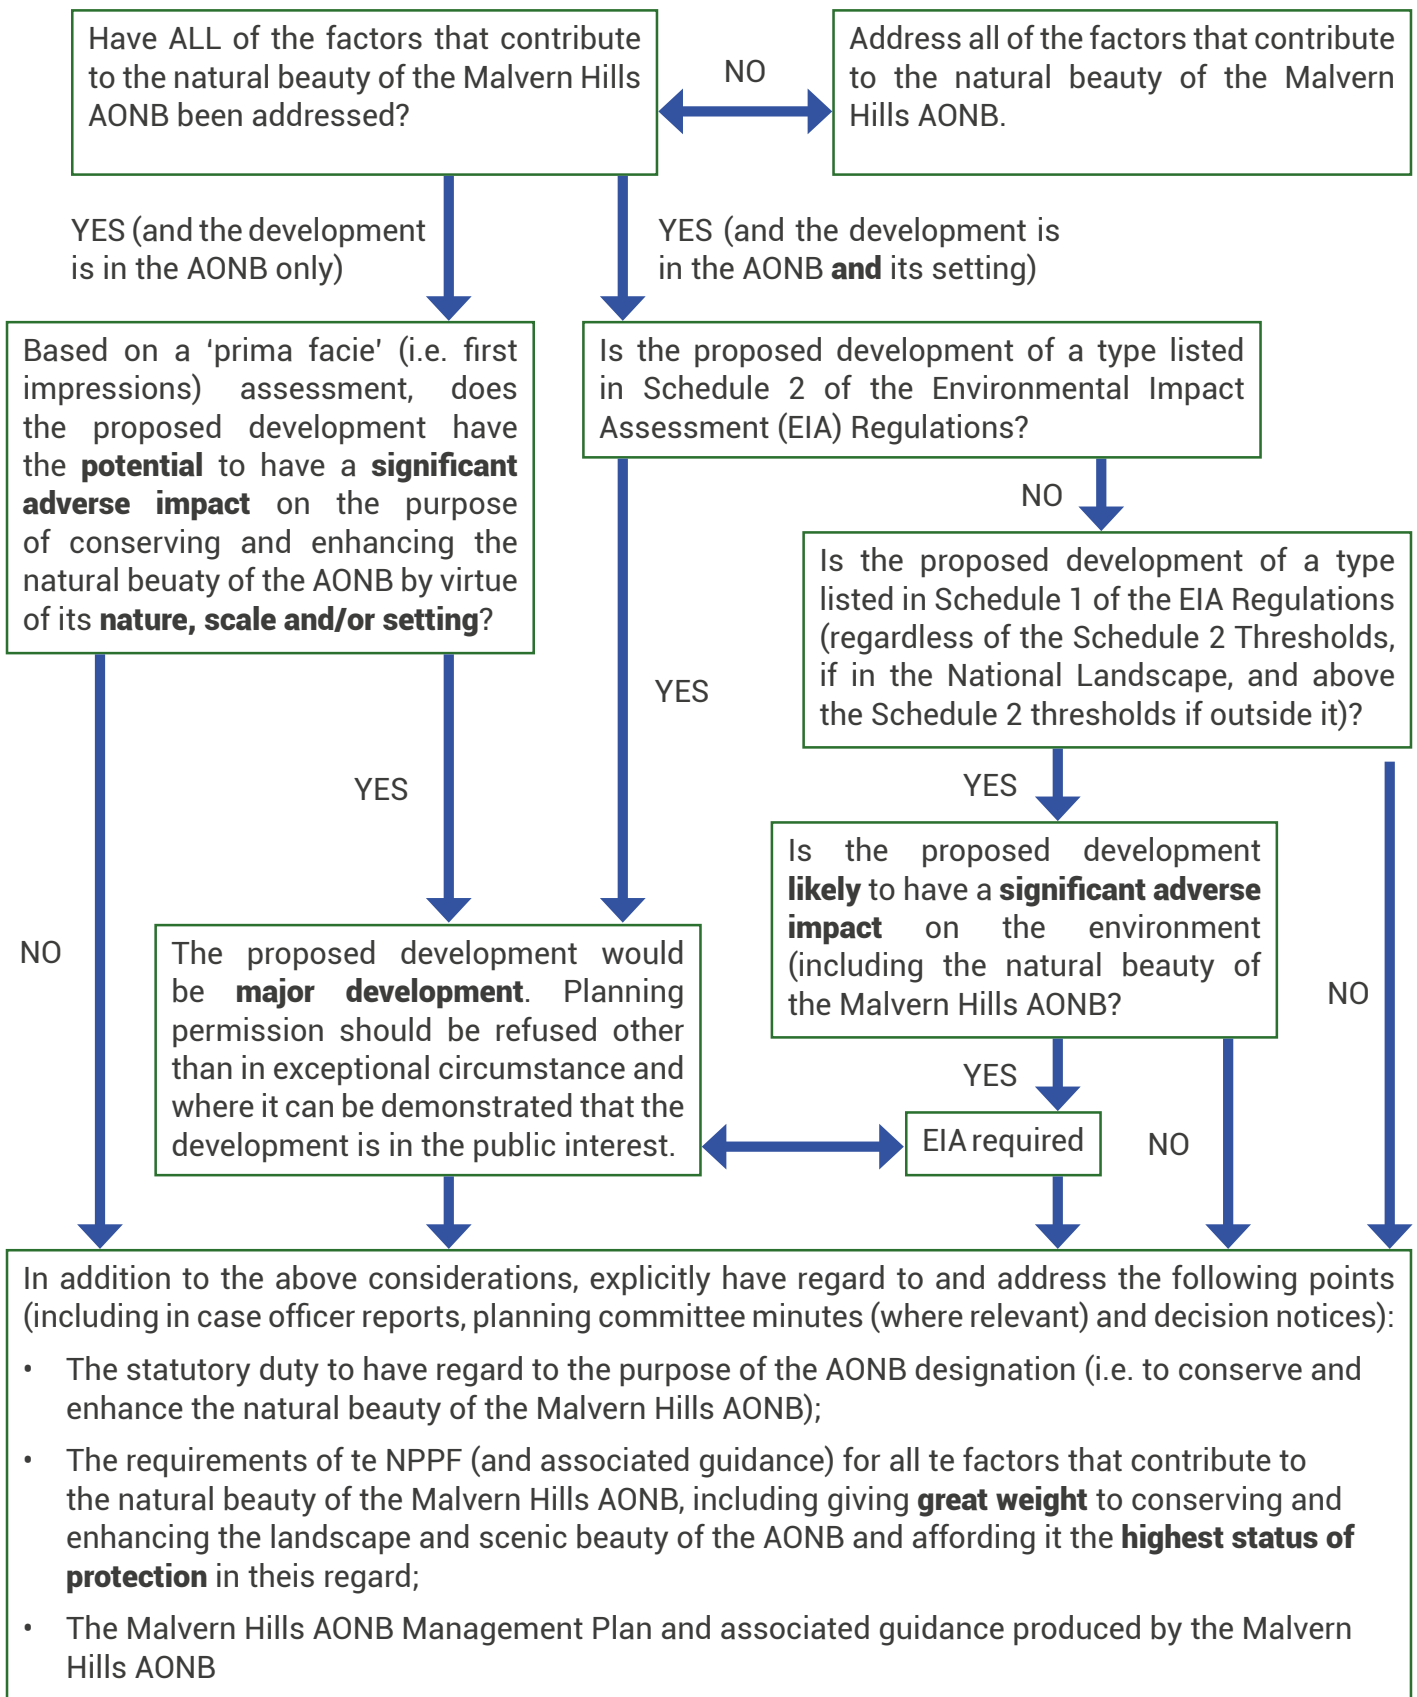 Have ALL of the factors that contribute
to the natural beauty of the Malvern Hills
AONB been addressed?
NO
Address all of the factors that contribute
to the natural beauty of the Malvern
Hills AONB.
YES (and the development
is in the AONB only)
YES (and the development is
in the AONB and its setting)
Based on a ‘prima facie’ (i.e. first
impressions) assessment, does
the proposed development have
the potential to have a significant
adverse impact on the purpose
of conserving and enhancing the
natural beuaty of the AONB by virtue
of its nature, scale and/or setting?
Is the proposed development of a type listed
in Schedule 2 of the Environmental Impact
Assessment (EIA) Regulations?
NO
Is the proposed development of a type
listed in Schedule 1 of the EIA Regulations
(regardless of the Schedule 2 Thresholds,
if in the National Landscape, and above
the Schedule 2 thresholds if outside it)?
YES
YES
YES
Is the proposed development
likely to have a significant adverse
impact on the environment
(including the natural beauty of
the Malvern Hills AONB?
NO
The proposed development would
be major development. Planning
permission should be refused other
than in exceptional circumstance and
where it can be demonstrated that the
development is in the public interest.
NO
YES
EIA required
NO
In addition to the above considerations, explicitly have regard to and address the following points
(including in case officer reports, planning committee minutes (where relevant) and decision notices):
• The statutory duty to have regard to the purpose of the AONB designation (i.e. to conserve and
enhance the natural beauty of the Malvern Hills AONB);
• The requirements of te NPPF (and associated guidance) for all te factors that contribute to
the natural beauty of the Malvern Hills AONB, including giving great weight to conserving and
enhancing the landscape and scenic beauty of the AONB and affording it the highest status of
protection in theis regard;
• The Malvern Hills AONB Management Plan and associated guidance produced by the Malvern
Hills AONB